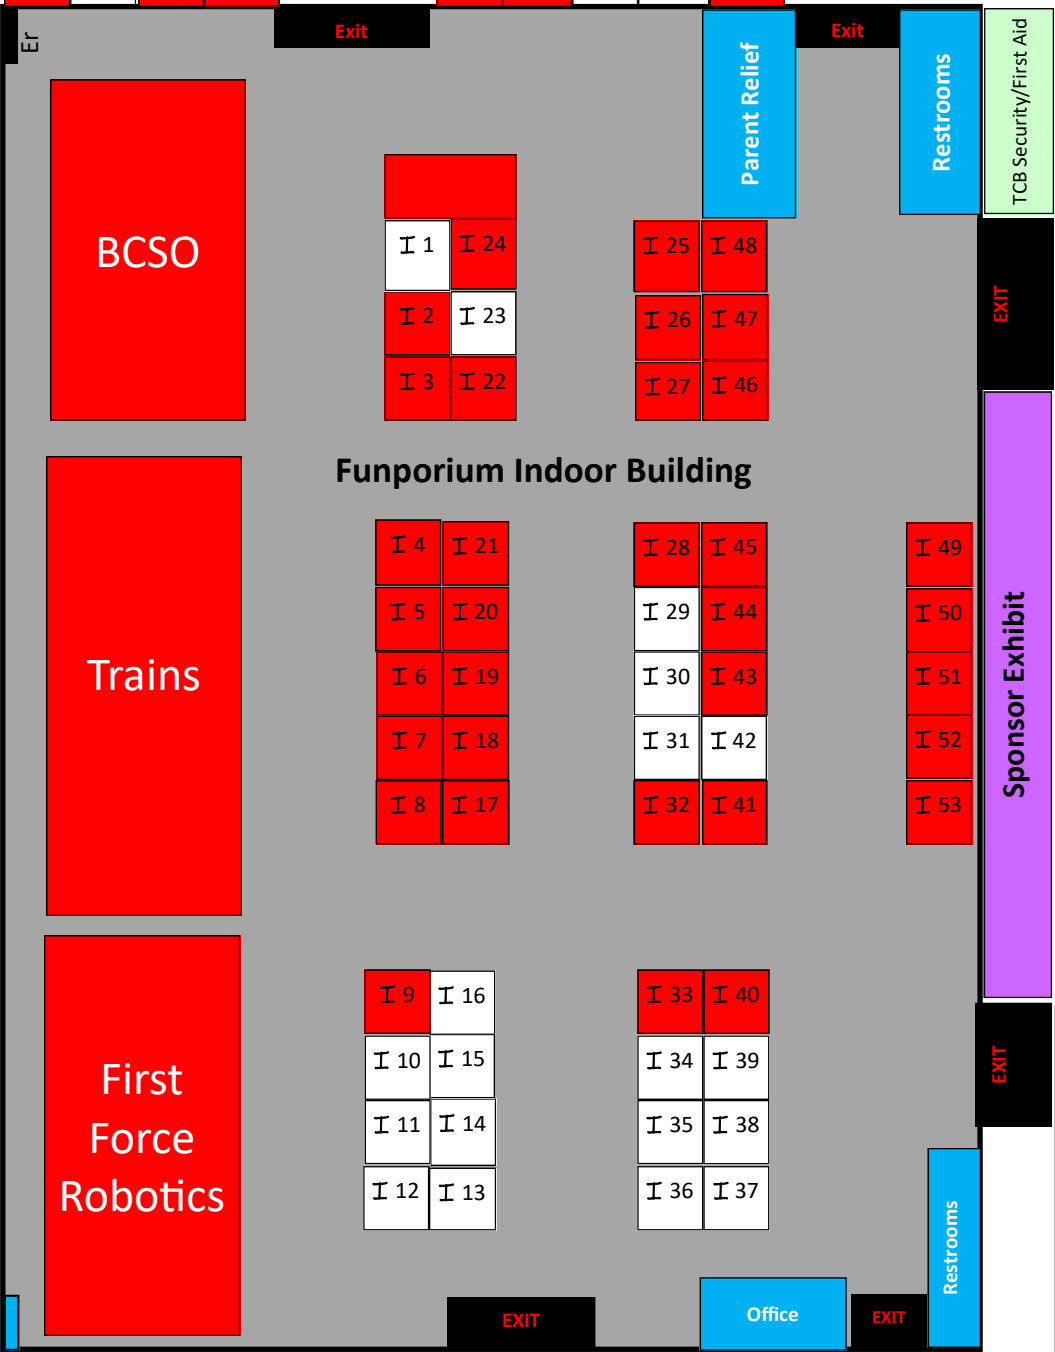 Er
Exit
Exit
Parent Relief
Restrooms
TCB Security/First Aid
BCSO
I 1
I 24
I 25
I 48
EXIT
I 2
I 23
I 26
I 47
I 3
I 22
I 27
I 46
Funporium Indoor Building
I 4
I 21
I 28
I 45
I 49
I 5
I 20
I 29
I 44
I 50
Trains
I 6
I 19
I 30
I 43
I 51
Sponsor Exhibit
I 7
I 18
I 31
I 42
I 52
I 8
I 17
I 32
I 41
I 53
I 9
I 16
I 33
I 40
First
Force
Robotics
I 10
I 15
I 34
I 39
EXIT
I 11
I 14
I 35
I 38
I 12
I 13
I 36
I 37
Restrooms
EXIT
Office
EXIT